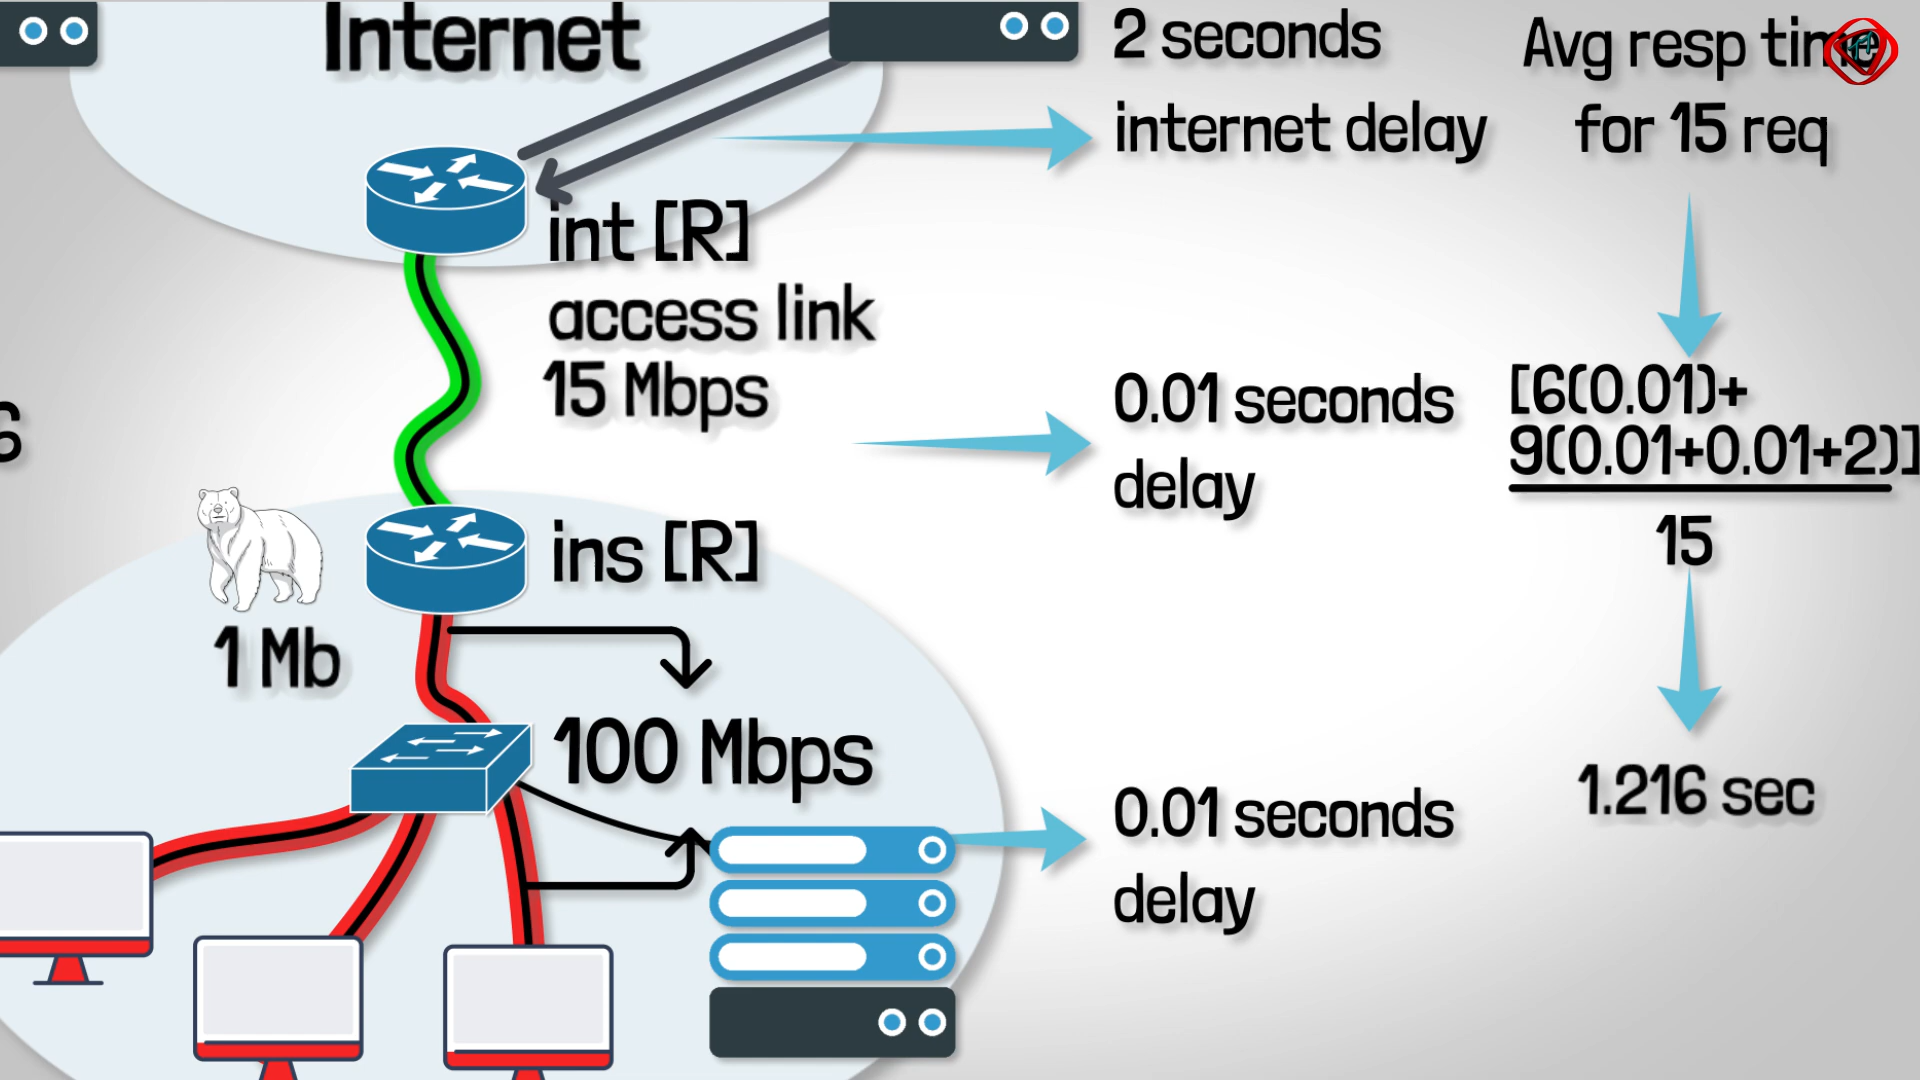 Internet
2 seconds
internet delay
Avg resp time
for 15 req
int [R]
access link
15 Mbps
0.01 seconds
delay
[6(0.01)+
9(0.01+0.01+2)]
15
6
ins [R]
1 Mb
100 Mbps
0.01 seconds
delay
1.216 sec